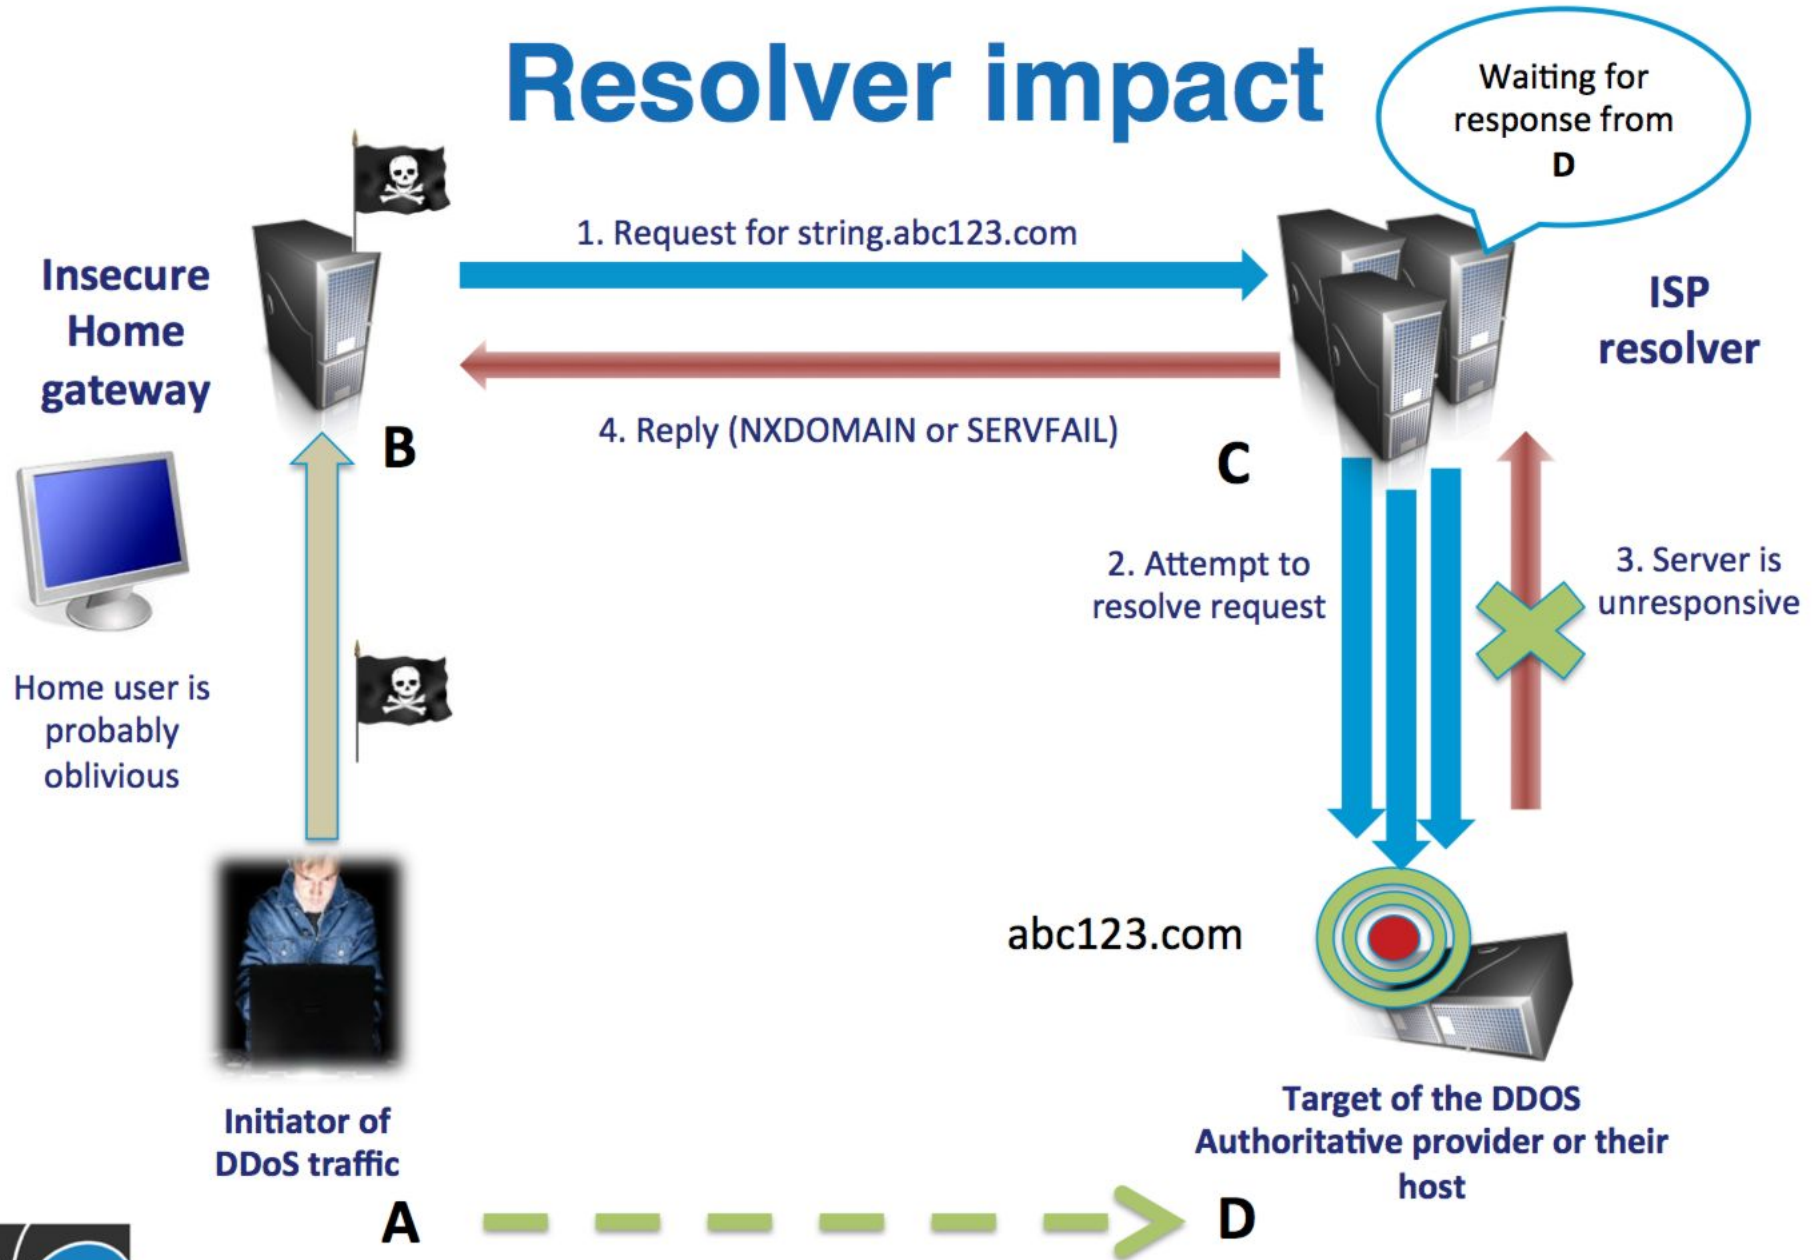 Resolver impact
Waiting for
response from
D
1. Request for string.abc123.com
Insecure
Home
gateway
ISP
resolver
4. Reply (NXDOMAIN or SERVFAIL)
B
C
2. Attempt to
resolve request
3. Server is
unresponsive
Home user is
probably
oblivious
abc123.com
Initiator of
DDoS traffic
Target of the DDOS
Authoritative provider or their
host
A
D